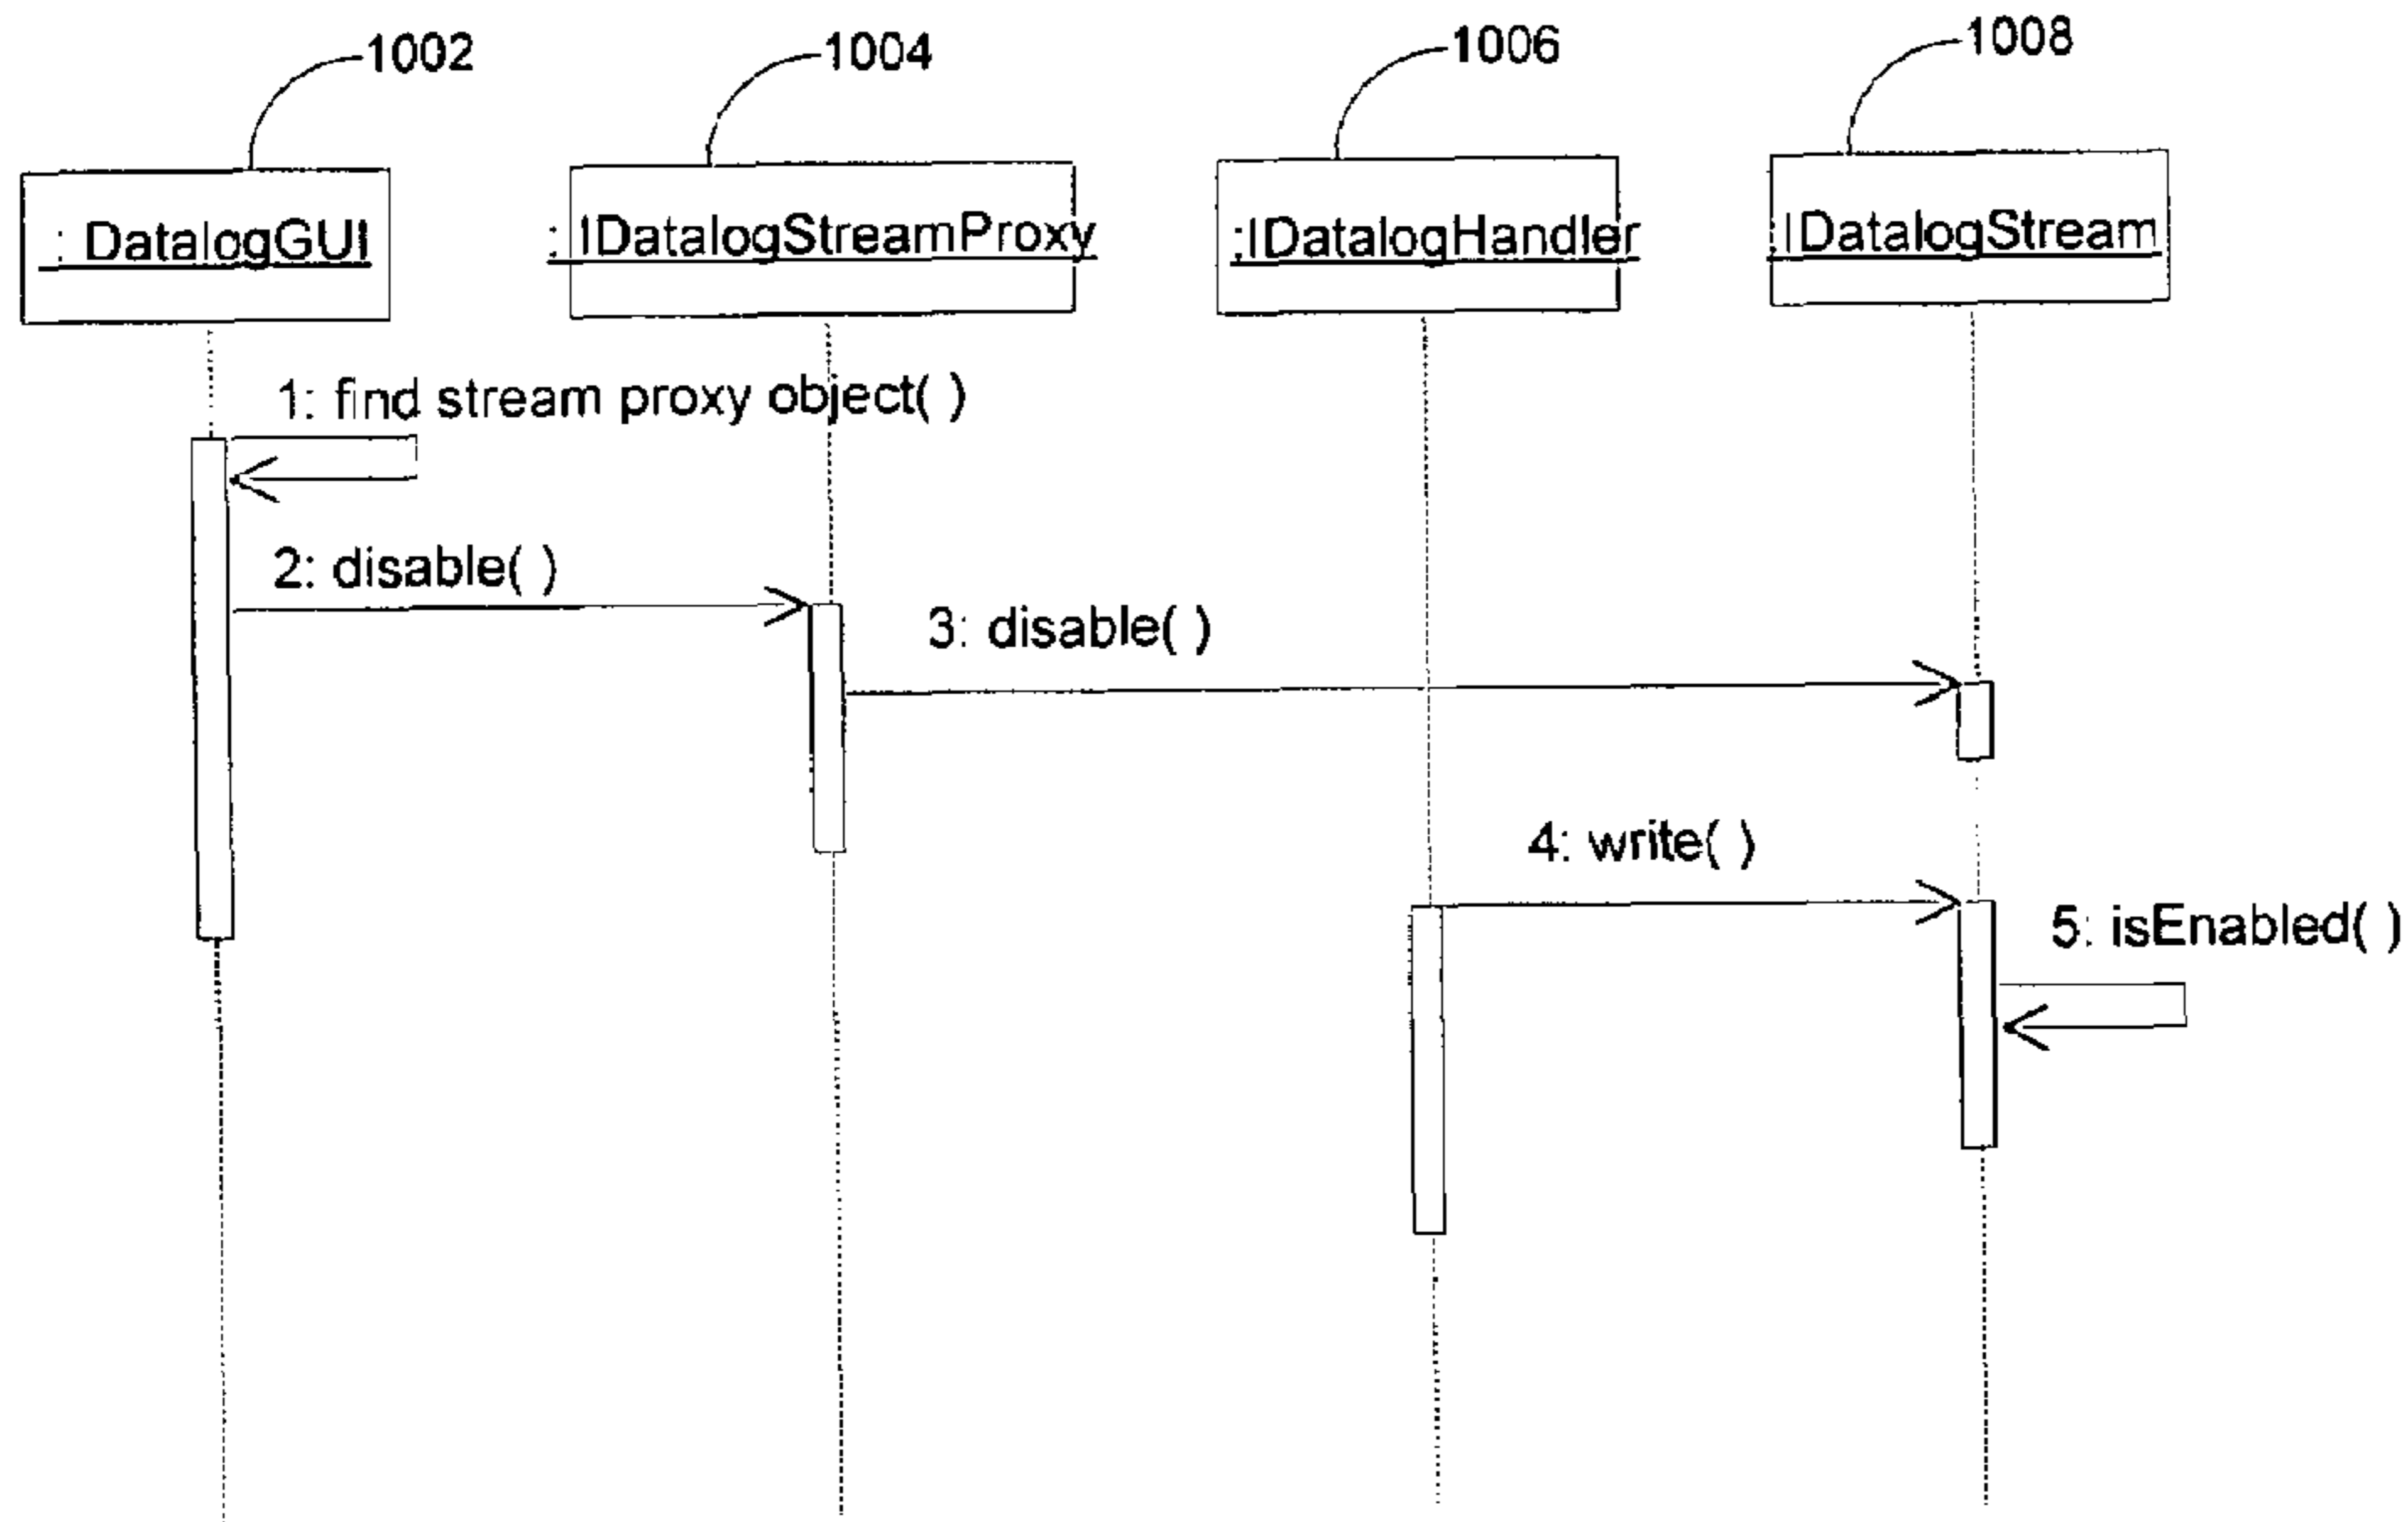 1002
1004
1006
1008
: DatalogGUI
: IDatalogStreamProxy
:IDatalogHandler
:IDatalogStream
1: find stream proxy object( )
2: disable( )
3: disable( )
4: write( )
5: isEnabled( )